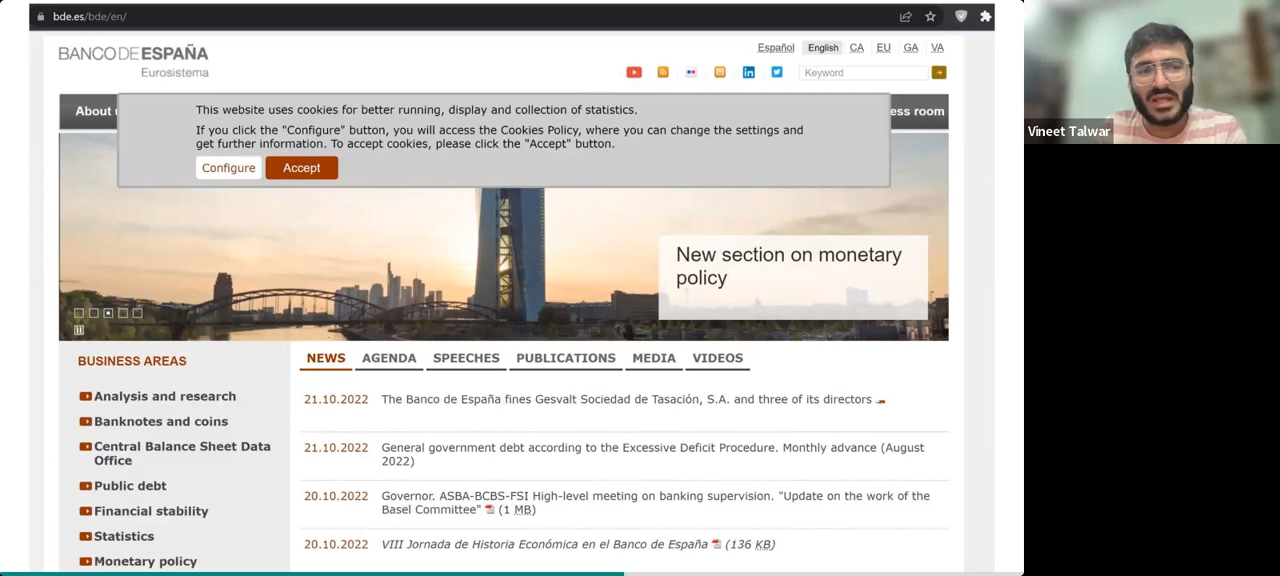 bde.es/bde/en/
BANCO DE ESPAÑA
Eurosistema
Español English CA EU GA VA
Keyword
About
ess room
This website uses cookies for better running, display and collection of statistics.
If you click the "Configure" button, you will access the Cookies Policy, where you can change the settings and
get further information. To accept cookies, please click the "Accept" button.
Configure Accept
New section on monetary
policy
BUSINESS AREAS
Analysis and research
Banknotes and coins
Central Balance Sheet Data
Office
Public debt
Financial stability
Statistics
Monetary policy
NEWS AGENDA SPEECHES PUBLICATIONS MEDIA VIDEOS
21.10.2022 The Banco de España fines Gesvalt Sociedad de Tasación, S.A. and three of its directors
21.10.2022 General government debt according to the Excessive Deficit Procedure. Monthly advance (August
2022)
20.10.2022 Governor. ASBA-BCBS-FSI High-level meeting on banking supervision. "Update on the work of the
Basel Committee" (1 MB)
20.10.2022 VIII Jornada de Historia Económica en el Banco de España (136 KB)
Vineet Talwar